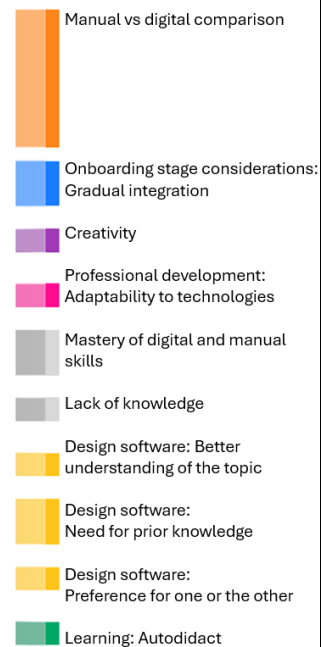 Manual vs digital comparison
Onboarding stage considerations:
Gradual integration
Creativity
Professional development:
Adaptability to technologies
Mastery of digital and manual
skills
Lack of knowledge
Design software: Better
understanding of the topic
Design software:
Need for prior knowledge
Design software:
Preference for one or the other
Learning: Autodidact